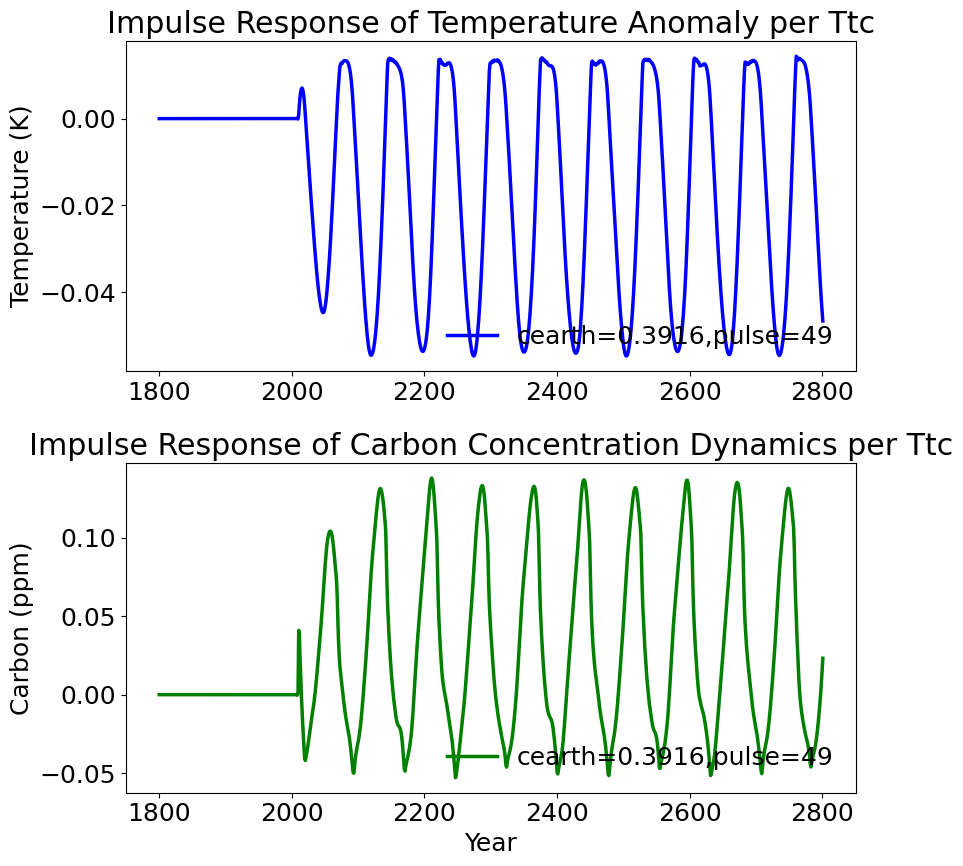 Impulse Response of Temperature Anomaly per Ttc
Temperature (K)
0.00
−0.02
−0.04
cearth=0.3916,pulse=49
1800 2000 2200 2400 2600 2800
Impulse Response of Carbon Concentration Dynamics per Ttc
Carbon (ppm)
0.10
0.05
0.00
−0.05
cearth=0.3916,pulse=49
1800 2000 2200 2400 2600 2800
Year